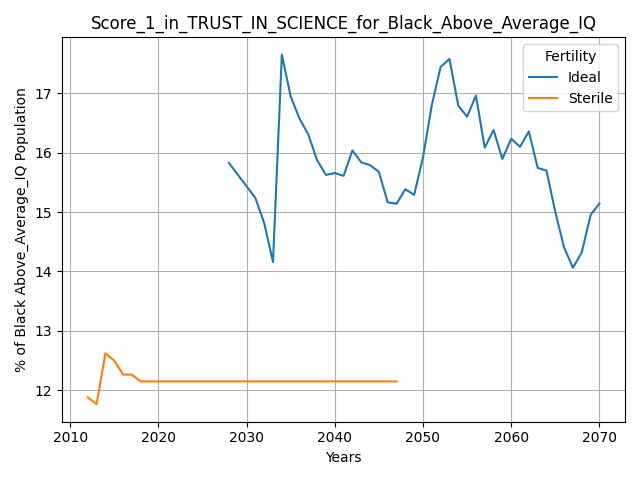 Score_1_in_TRUST_IN_SCIENCE_for_Black_Above_Average_IQ
Fertility
Ideal
Sterile
% of Black Above_Average_IQ Population
17
16
15
14
13
12
2010 2020 2030 2040 2050 2060 2070
Years